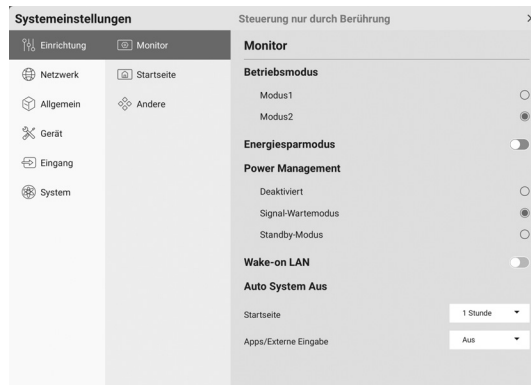 Systemeinstellungen
Steuerung nur durch Berührung
Einrichtung
Netzwerk
Allgemein
Gerät
Eingang
System
Monitor
Startseite
Andere
Monitor
Betriebsmodus
Modus1
Modus2
Energiesparmodus
Power Management
Deaktiviert
Signal-Wartemodus
Standby-Modus
Wake-on LAN
Auto System Aus
Startseite 1 Stunde
Apps/Externe Eingabe Aus